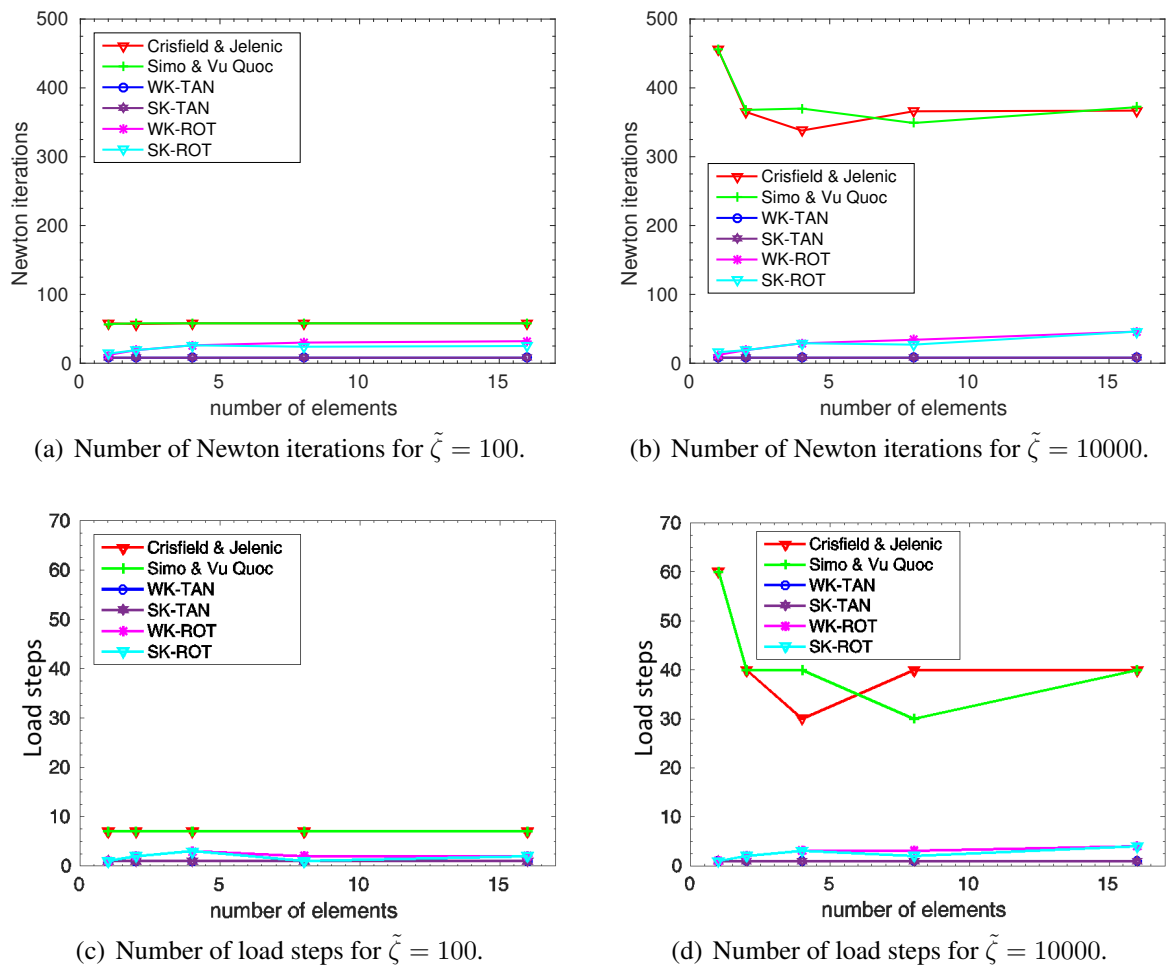 500
400
300
200
100
0
0
5
10
15
Newton iterations
number of elements
Crisfield & Jelenic
Simo & Vu Quoc
WK-TAN
SK-TAN
WK-ROT
SK-ROT
(a) Number of Newton iterations for ζ̃ = 100.
500
400
300
200
100
0
0
5
10
15
Newton iterations
number of elements
Crisfield & Jelenic
Simo & Vu Quoc
WK-TAN
SK-TAN
WK-ROT
SK-ROT
(b) Number of Newton iterations for ζ̃ = 10000.
70
60
50
40
30
20
10
0
0
5
10
15
Load steps
number of elements
Crisfield & Jelenic
Simo & Vu Quoc
WK-TAN
SK-TAN
WK-ROT
SK-ROT
(c) Number of load steps for ζ̃ = 100.
70
60
50
40
30
20
10
0
0
5
10
15
Load steps
number of elements
Crisfield & Jelenic
Simo & Vu Quoc
WK-TAN
SK-TAN
WK-ROT
SK-ROT
(d) Number of load steps for ζ̃ = 10000.